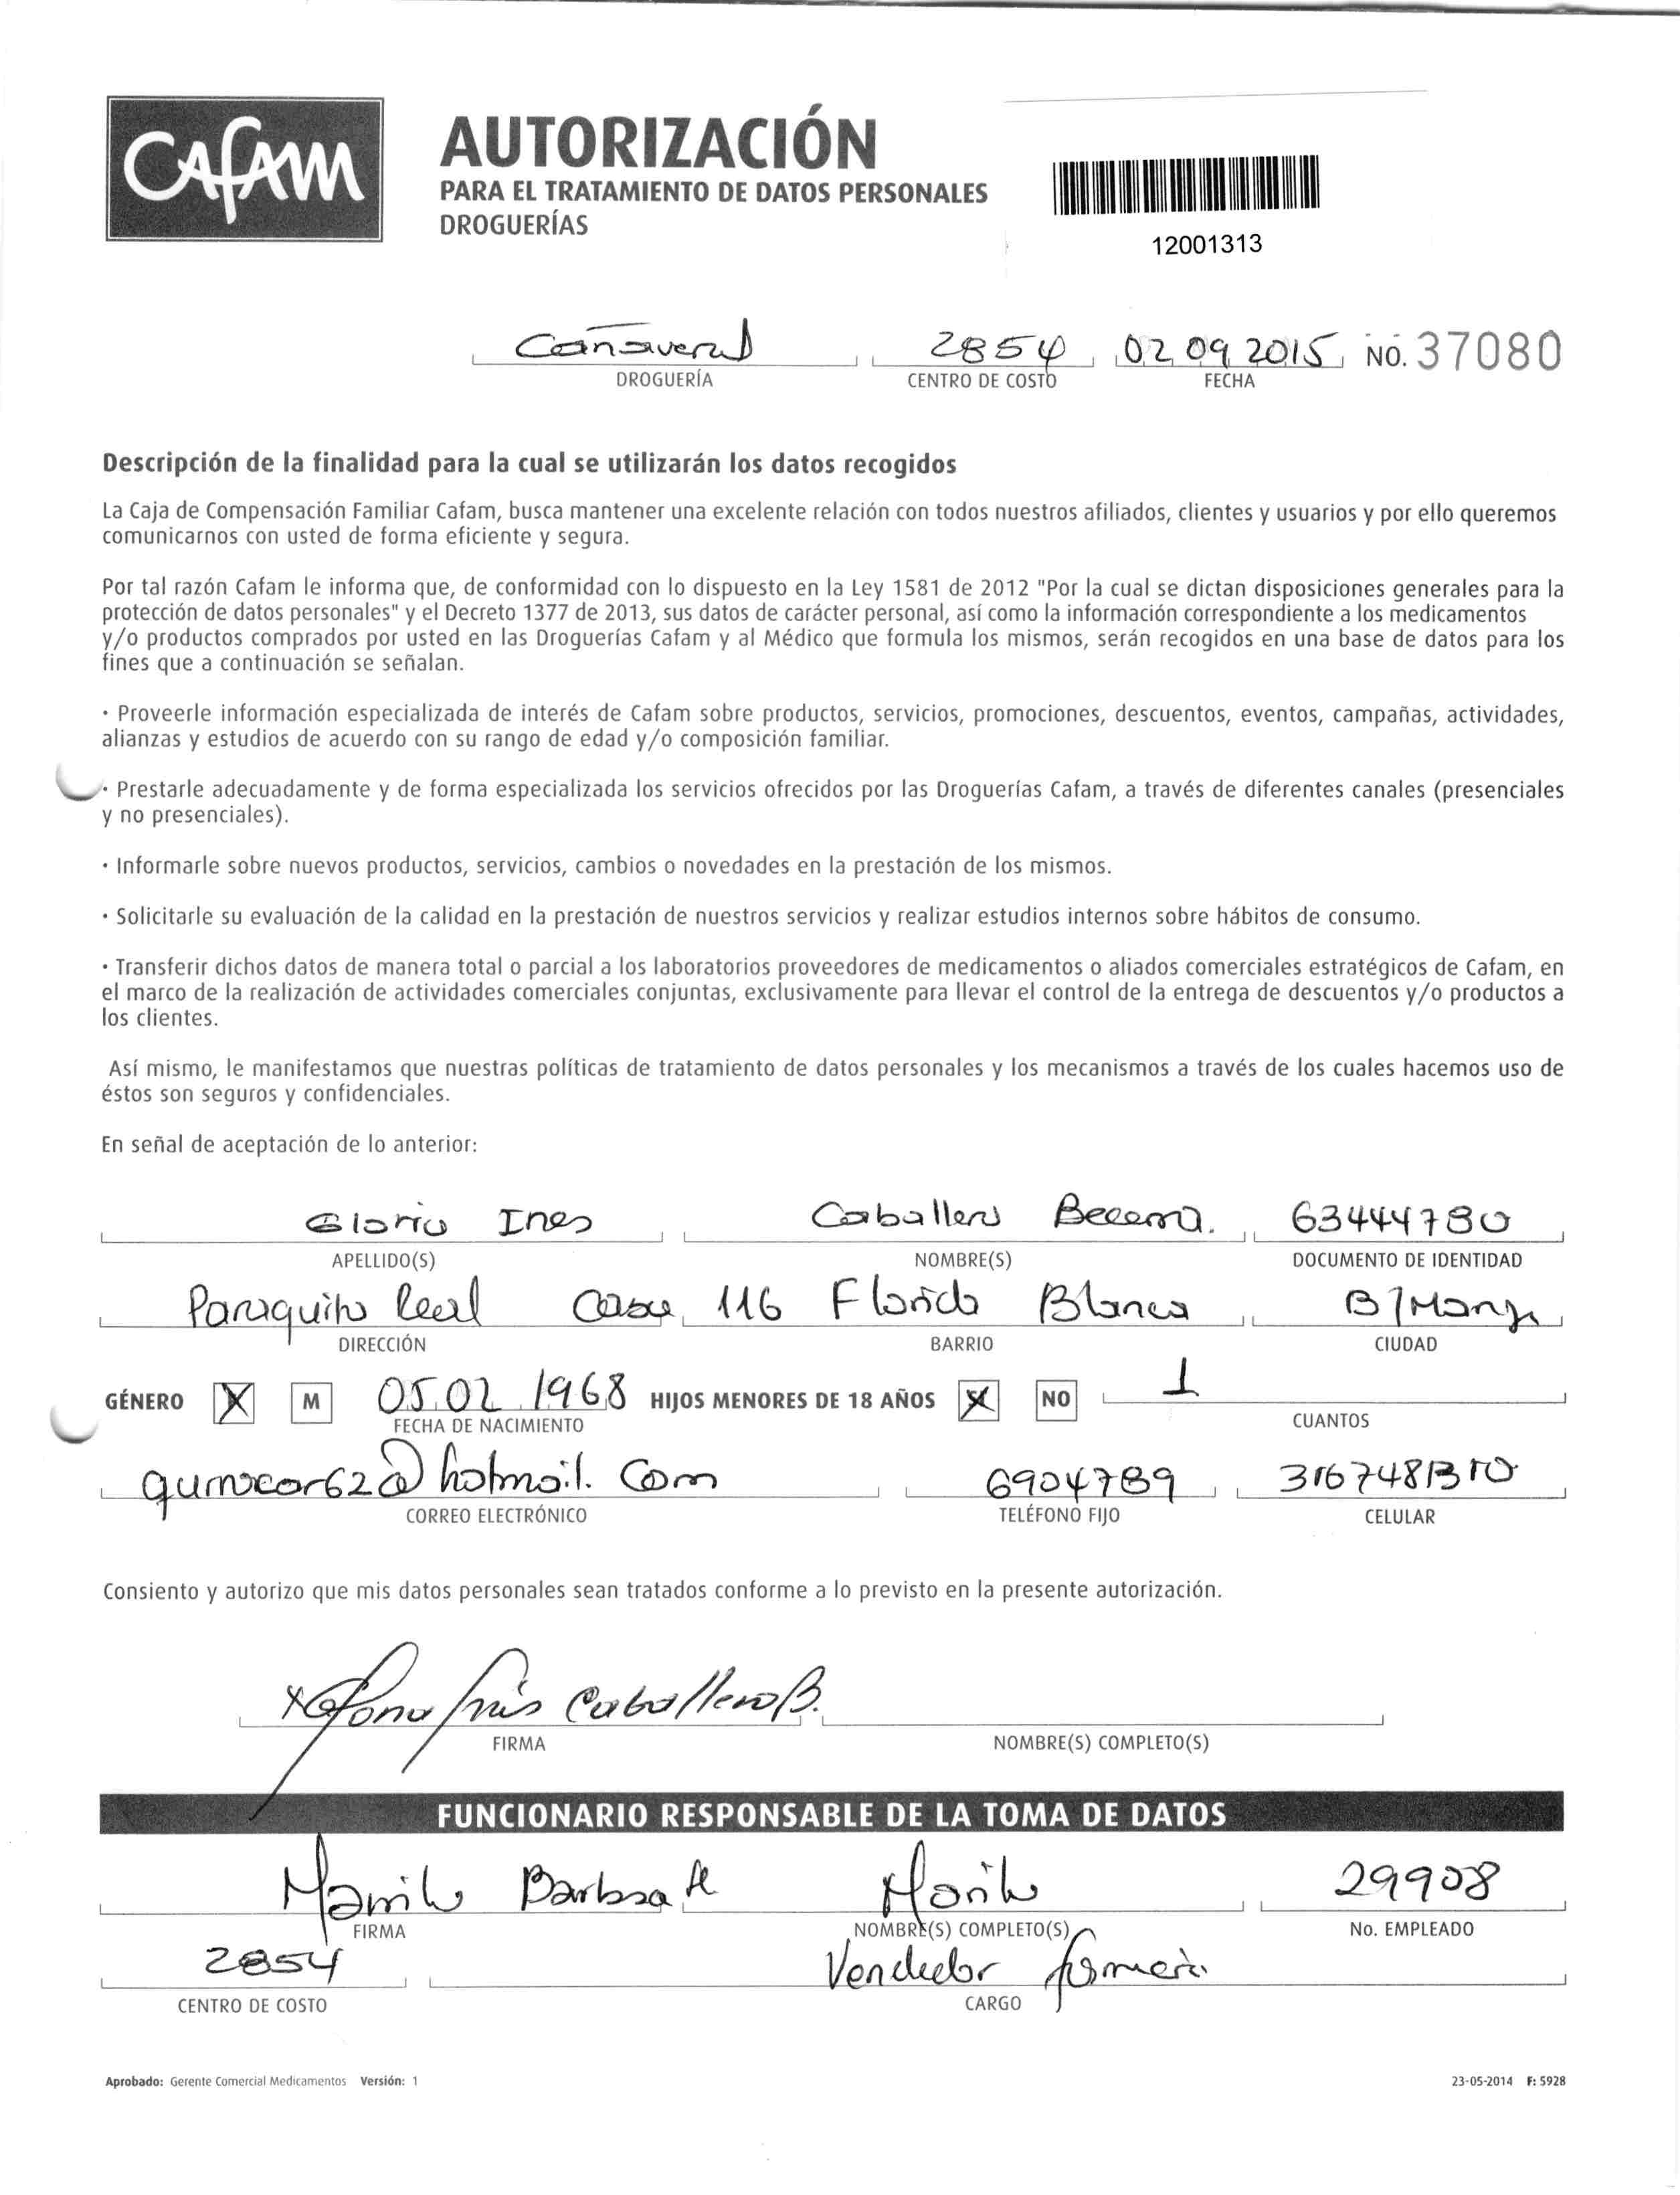 CAFAM
AUTORIZACIÓN
PARA EL TRATAMIENTO DE DATOS PERSONALES
DROGUERÍAS
12001313
Cañaveral 2854 02 09 2015 NO. 37080
DROGUERÍA CENTRO DE COSTO FECHA
Descripción de la finalidad para la cual se utilizarán los datos recogidos
La Caja de Compensación Familiar Cafam, busca mantener una excelente relación con todos nuestros afiliados, clientes y usuarios y por ello queremos
comunicarnos con usted de forma eficiente y segura.
Por tal razón Cafam le informa que, de conformidad con lo dispuesto en la Ley 1581 de 2012 "Por la cual se dictan disposiciones generales para la
protección de datos personales" y el Decreto 1377 de 2013, sus datos de carácter personal, así como la información correspondiente a los medicamentos
y/o productos comprados por usted en las Droguerías Cafam y al Médico que formula los mismos, serán recogidos en una base de datos para los
fines que a continuación se señalan.
· Proveerle información especializada de interés de Cafam sobre productos, servicios, promociones, descuentos, eventos, campañas, actividades,
alianzas y estudios de acuerdo con su rango de edad y/o composición familiar.
· Prestarle adecuadamente y de forma especializada los servicios ofrecidos por las Droguerías Cafam, a través de diferentes canales (presenciales
y no presenciales).
· Informarle sobre nuevos productos, servicios, cambios o novedades en la prestación de los mismos.
· Solicitarle su evaluación de la calidad en la prestación de nuestros servicios y realizar estudios internos sobre hábitos de consumo.
· Transferir dichos datos de manera total o parcial a los laboratorios proveedores de medicamentos o aliados comerciales estratégicos de Cafam, en
el marco de la realización de actividades comerciales conjuntas, exclusivamente para llevar el control de la entrega de descuentos y/o productos a
los clientes.
Así mismo, le manifestamos que nuestras políticas de tratamiento de datos personales y los mecanismos a través de los cuales hacemos uso de
éstos son seguros y confidenciales.
En señal de aceptación de lo anterior:
Gloria Ines Caballero Becerra. 63444780
APELLIDO(S) NOMBRE(S) DOCUMENTO DE IDENTIDAD
Paraguito Real Casa 116 Florida Blanca B/Manga
DIRECCIÓN BARRIO CIUDAD
GÉNERO X M 05.02.1968 HIJOS MENORES DE 18 AÑOS X NO 1
FECHA DE NACIMIENTO CUANTOS
@hotmail.com 6904789 3167481310
CORREO ELECTRÓNICO TELÉFONO FIJO CELULAR
Consiento y autorizo que mis datos personales sean tratados conforme a lo previsto en la presente autorización.
Caballero B.
FIRMA NOMBRE(S) COMPLETO(S)
FUNCIONARIO RESPONSABLE DE LA TOMA DE DATOS
29908
FIRMA NOMBRE(S) COMPLETO(S) No. EMPLEADO
2854 Vendedor
CENTRO DE COSTO CARGO
Aprobado: Gerente Comercial Medicamentos Versión: 1 23-05-2014 F: 5928